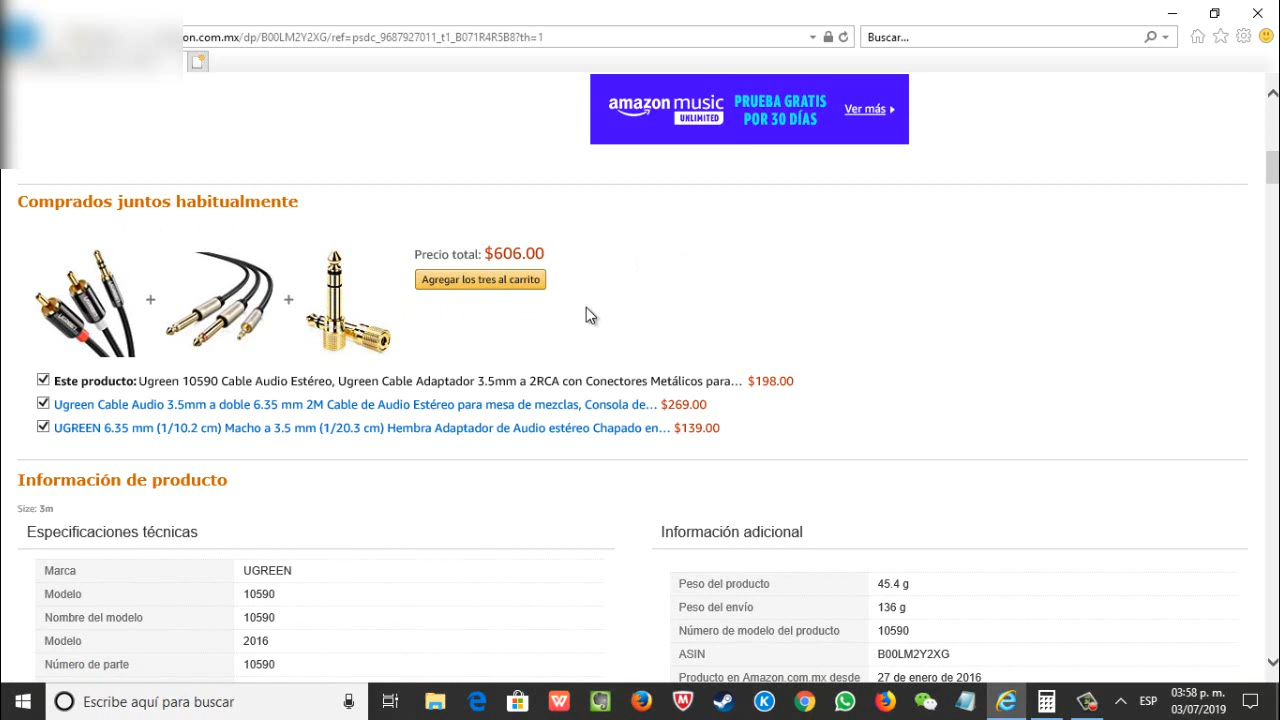 on.com.mx/dp/B00LM2Y2XG/ref=psdc_9687927011_t1_B071R4R5B8?th=1
Buscar...
amazon music
UNLIMITED
PRUEBA GRATIS
POR 30 DÍAS
Ver más
Comprados juntos habitualmente
Precio total: $606.00
Agregar los tres al carrito
+
+
Este producto: Ugreen 10590 Cable Audio Estéreo, Ugreen Cable Adaptador 3.5mm a 2RCA con Conectores Metálicos para... $198.00
Ugreen Cable Audio 3.5mm a doble 6.35 mm 2M Cable de Audio Estéreo para mesa de mezclas, Consola de... $269.00
UGREEN 6.35 mm (1/10.2 cm) Macho a 3.5 mm (1/20.3 cm) Hembra Adaptador de Audio estéreo Chapado en... $139.00
Información de producto
Size: 3m
Especificaciones técnicas
Marca UGREEN
Modelo 10590
Nombre del modelo 10590
Modelo 2016
Número de parte 10590
Información adicional
Peso del producto 45.4 g
Peso del envío 136 g
Número de modelo del producto 10590
ASIN B00LM2Y2XG
Producto en Amazon.com.mx desde 27 de enero de 2016
Escribe aquí para buscar
ESP
03:58 p. m.
03/07/2019